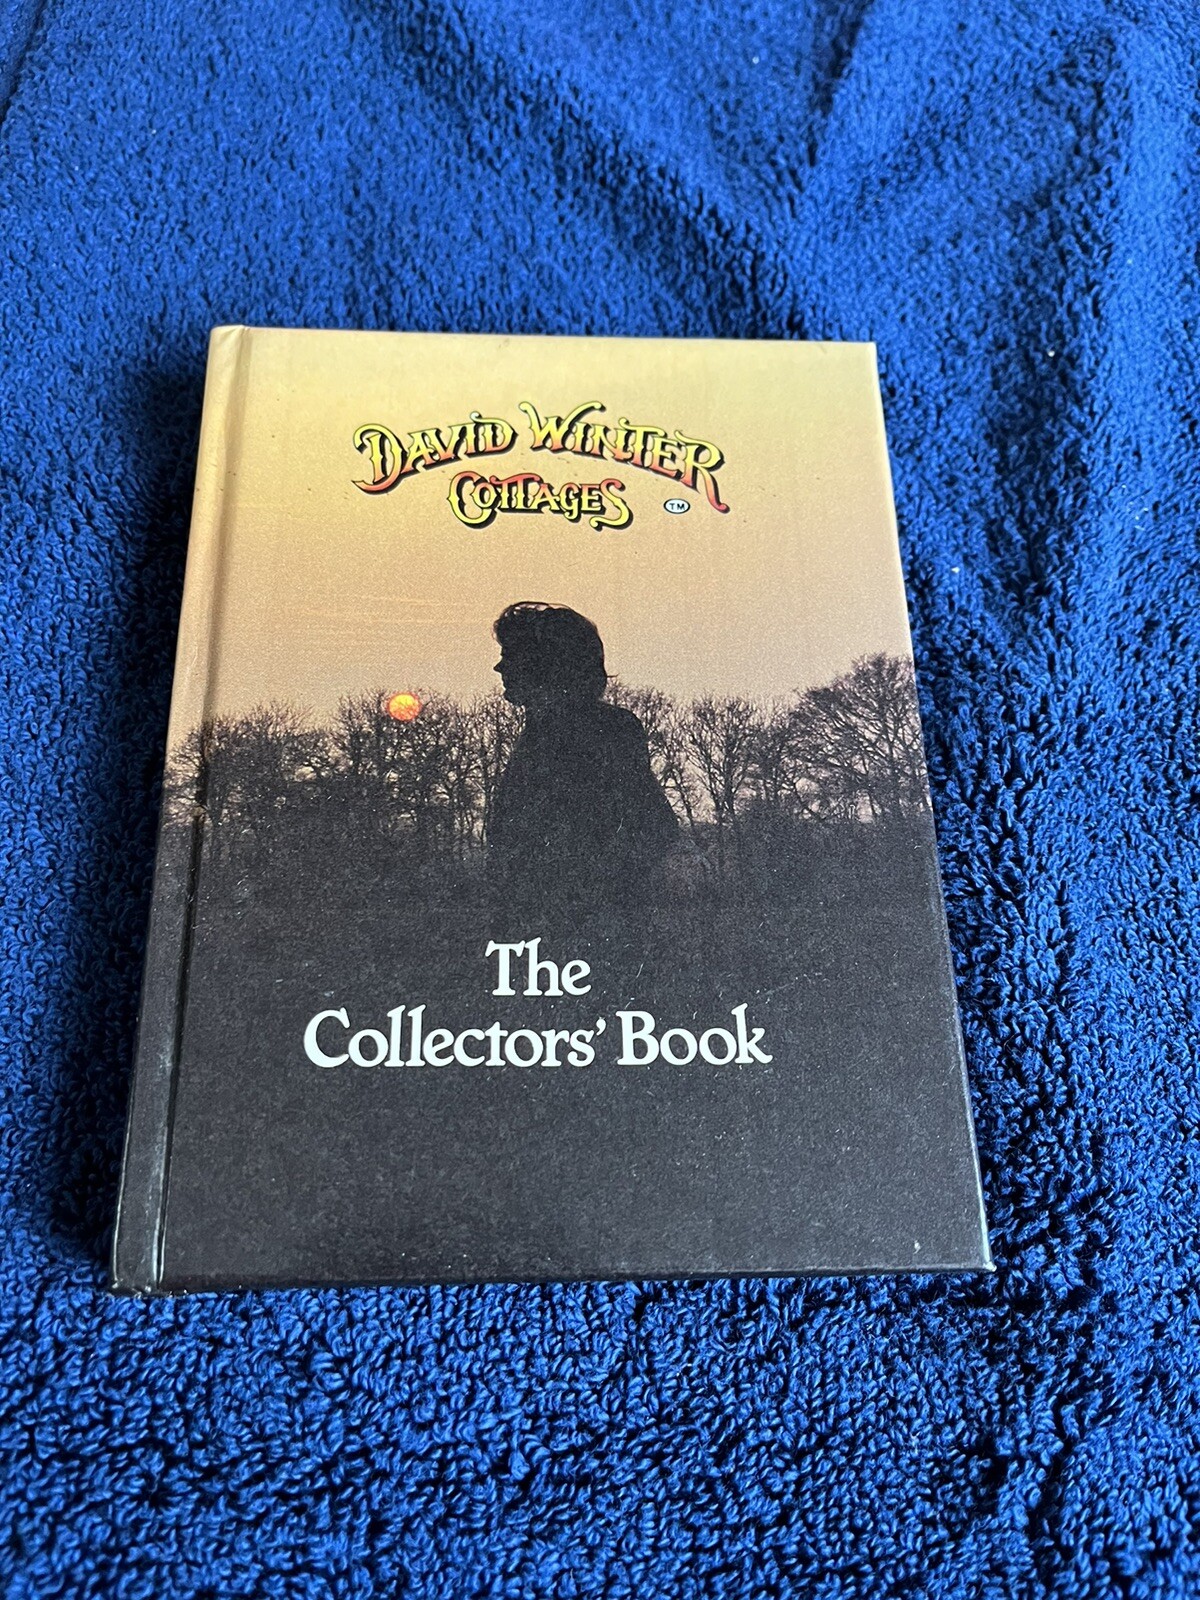 DAVID WINTER
COTTAGES TM
The
Collectors' Book